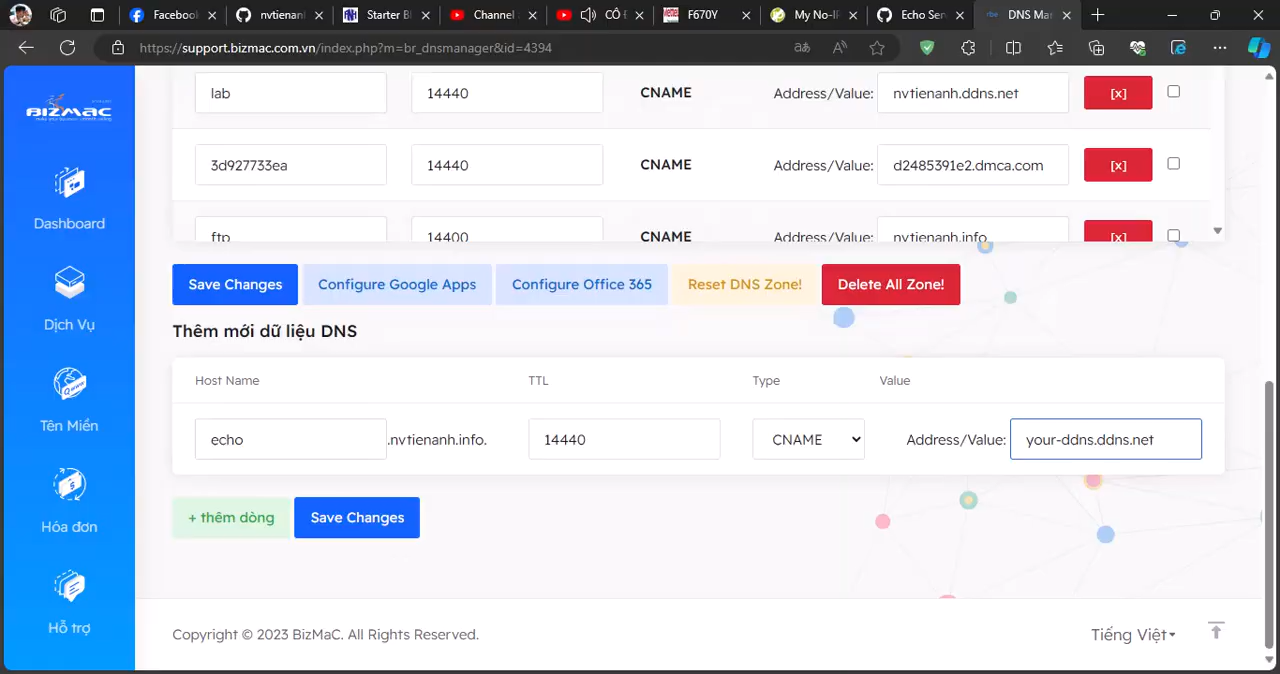 Facebook
nvtienanh
Starter Bl
Channel
CÔ Đ
F670Y
My No-IP
Echo Ser
DNS Man
https://support.bizmac.com.vn/index.php?m=br_dnsmanager&id=4394
BIZMAC
Dashboard
Dịch Vụ
Tên Miền
Hóa đơn
Hỗ trợ
lab 14440 CNAME Address/Value: nvtienanh.ddns.net [x]
3d927733ea 14440 CNAME Address/Value: d2485391e2.dmca.com [x]
ftp 14400 CNAME Address/Value: nvtienanh.info [x]
Save Changes Configure Google Apps Configure Office 365 Reset DNS Zone! Delete All Zone!
Thêm mới dữ liệu DNS
Host Name TTL Type Value
echo .nvtienanh.info. 14440 CNAME Address/Value: your-ddns.ddns.net
+ thêm dòng Save Changes
Copyright © 2023 BizMaC. All Rights Reserved. Tiếng Việt